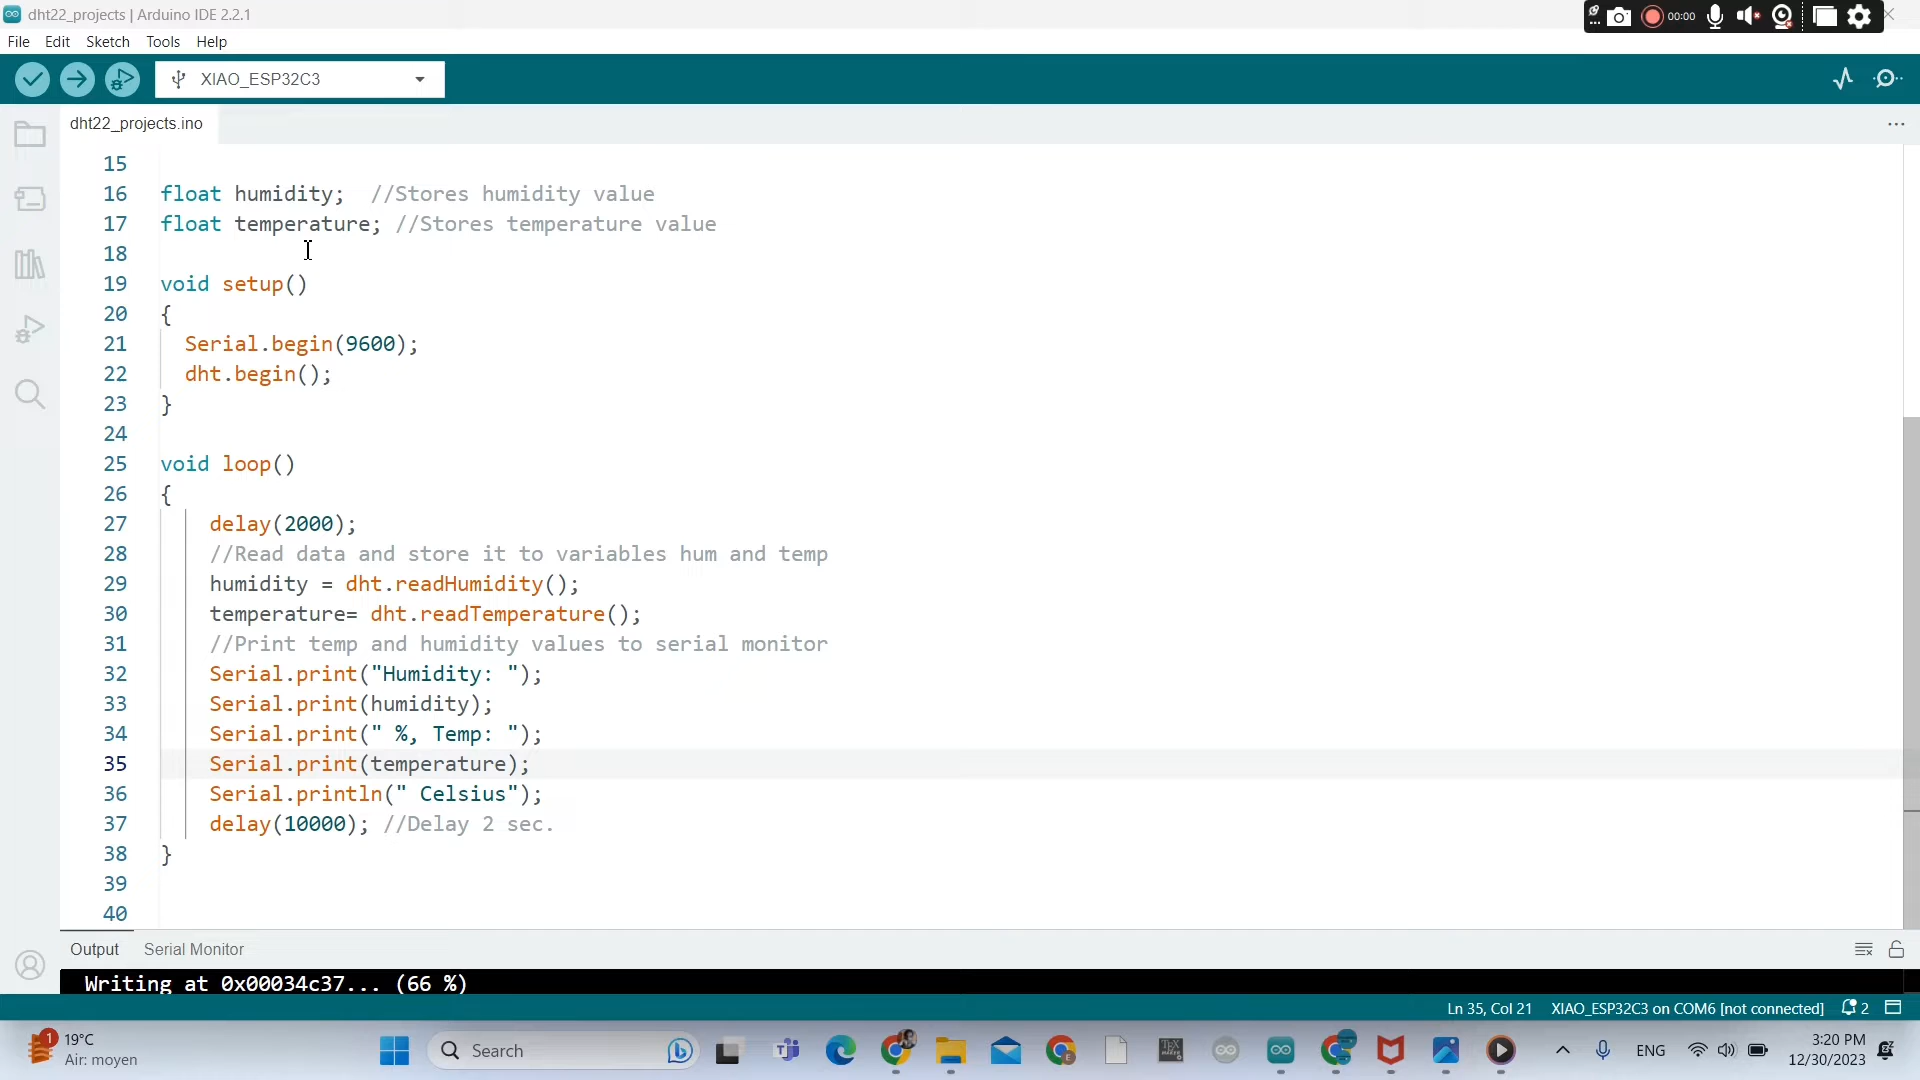 dht22_projects | Arduino IDE 2.2.1
00:00
File Edit Sketch Tools Help
XIAO_ESP32C3
dht22_projects.ino
15
16 float humidity;  //Stores humidity value
17 float temperature; //Stores temperature value
18
19 void setup()
20 {
21   Serial.begin(9600);
22   dht.begin();
23 }
24
25 void loop()
26 {
27     delay(2000);
28     //Read data and store it to variables hum and temp
29     humidity = dht.readHumidity();
30     temperature= dht.readTemperature();
31     //Print temp and humidity values to serial monitor
32     Serial.print("Humidity: ");
33     Serial.print(humidity);
34     Serial.print(" %, Temp: ");
35     Serial.print(temperature);
36     Serial.println(" Celsius");
37     delay(10000); //Delay 2 sec.
38 }
39
40
Output Serial Monitor
Writing at 0x00034c37... (66 %)
Ln 35, Col 21 XIAO_ESP32C3 on COM6 [not connected] 2
1 19°C
Air: moyen
Search
ENG
3:20 PM
12/30/2023